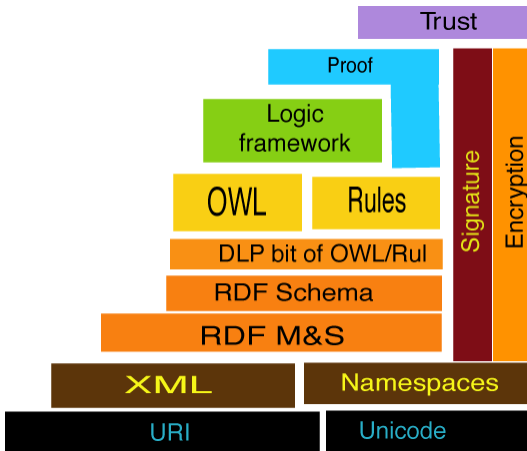 Trust
Proof
Logic
framework
OWL
Rules
Signature
Encryption
DLP bit of OWL/Rul
RDF Schema
RDF M&S
XML
Namespaces
URI
Unicode